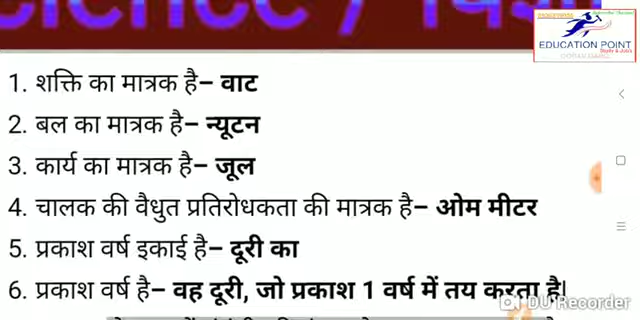 EDUCATION POINT
1. शक्ति का मात्रक है– वाट
2. बल का मात्रक है– न्यूटन
3. कार्य का मात्रक है– जूल
4. चालक की वैधुत प्रतिरोधकता की मात्रक है– ओम मीटर
5. प्रकाश वर्ष इकाई है– दूरी का
6. प्रकाश वर्ष है– वह दूरी, जो प्रकाश 1 वर्ष में तय करता है|
DU Recorder